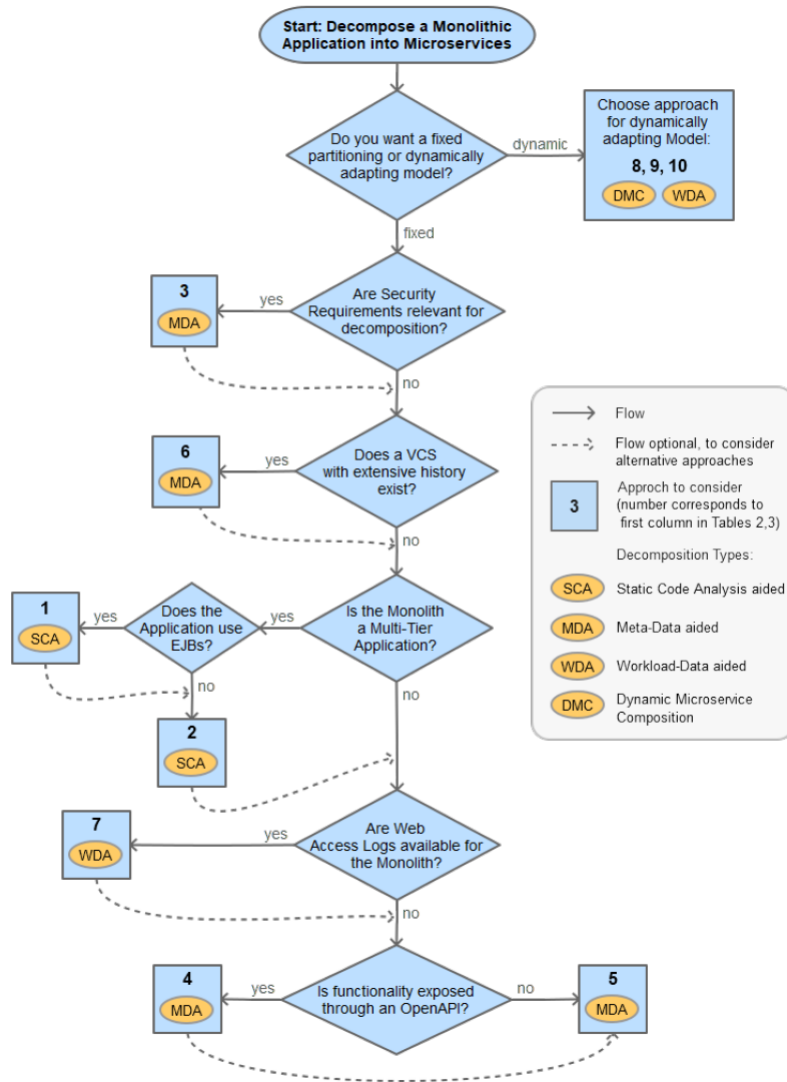 Start: Decompose a Monolithic
Application into Microservices
Do you want a fixed
partitioning or dynamically
adapting model?
dynamic
Choose approach
for dynamically
adapting Model:
8, 9, 10
DMC
WDA
fixed
Are Security
Requirements relevant for
decomposition?
yes
3
MDA
no
Does a VCS
with extensive history
exist?
yes
6
MDA
no
Is the Monolith
a Multi-Tier
Application?
yes
Does the
Application use
EJBs?
yes
1
SCA
no
2
SCA
no
Are Web
Access Logs available for
the Monolith?
yes
7
WDA
no
Is functionality exposed
through an OpenAPI?
yes
4
MDA
no
5
MDA
Flow
Flow optional, to consider
alternative approaches
3
Approch to consider
(number corresponds to
first column in Tables 2,3)
Decomposition Types:
SCA
Static Code Analysis aided
MDA
Meta-Data aided
WDA
Workload-Data aided
DMC
Dynamic Microservice
Composition